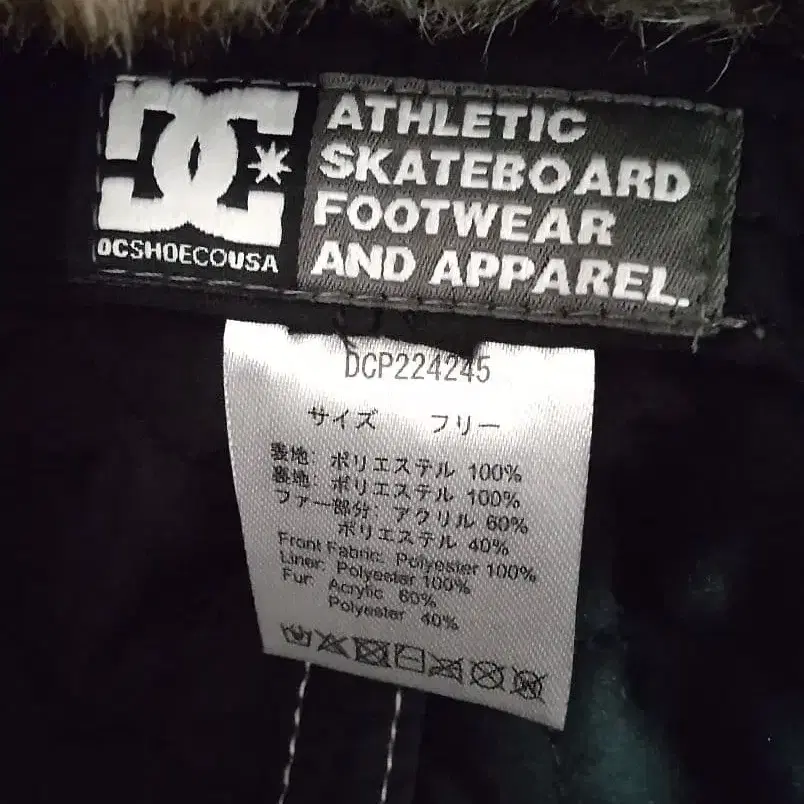 DC
DCSHOECOUSA
ATHLETIC
SKATEBOARD
FOOTWEAR
AND APPAREL.
DCP224245
サイズ フリー
表地: ポリエステル 100%
裏地: ポリエステル 100%
ファー部分: アクリル 60%
ポリエステル 40%
Front Fabric: Polyester 100%
Liner: Polyester 100%
Fur: Acrylic 60%
Polyester 40%